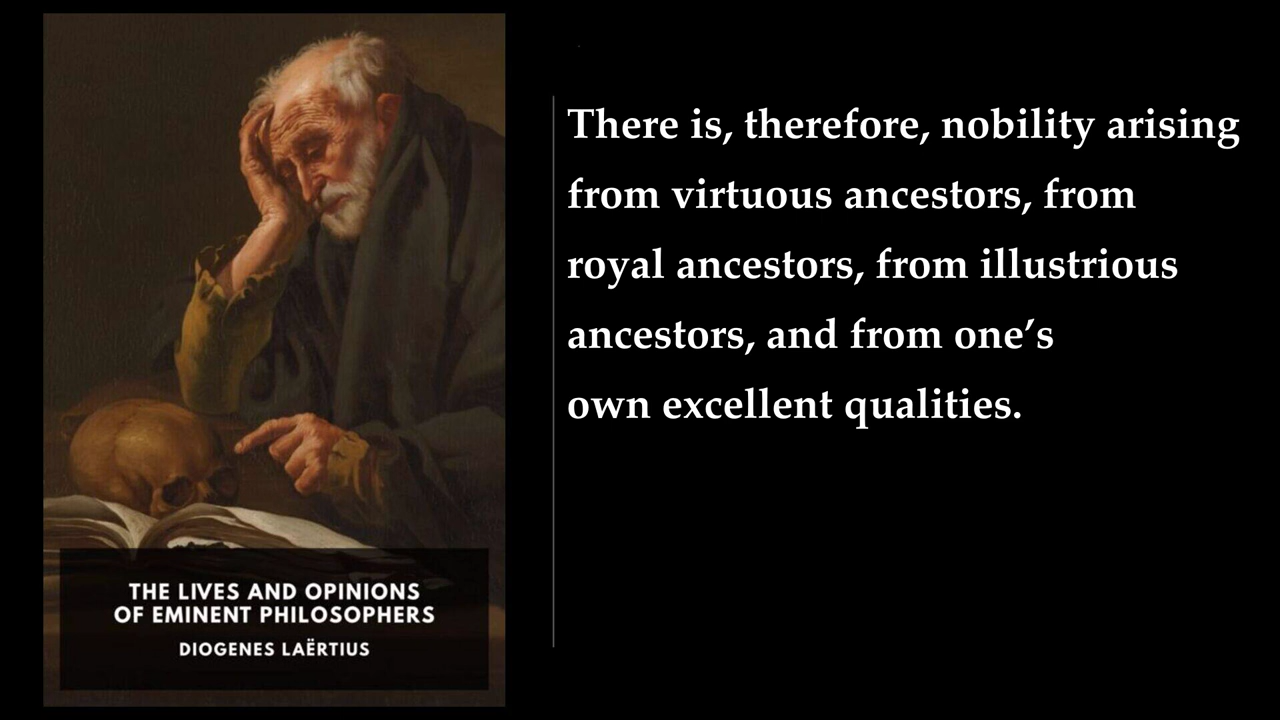 There is, therefore, nobility arising
from virtuous ancestors, from
royal ancestors, from illustrious
ancestors, and from one’s
own excellent qualities.
THE LIVES AND OPINIONS
OF EMINENT PHILOSOPHERS
DIOGENES LAËRTIUS